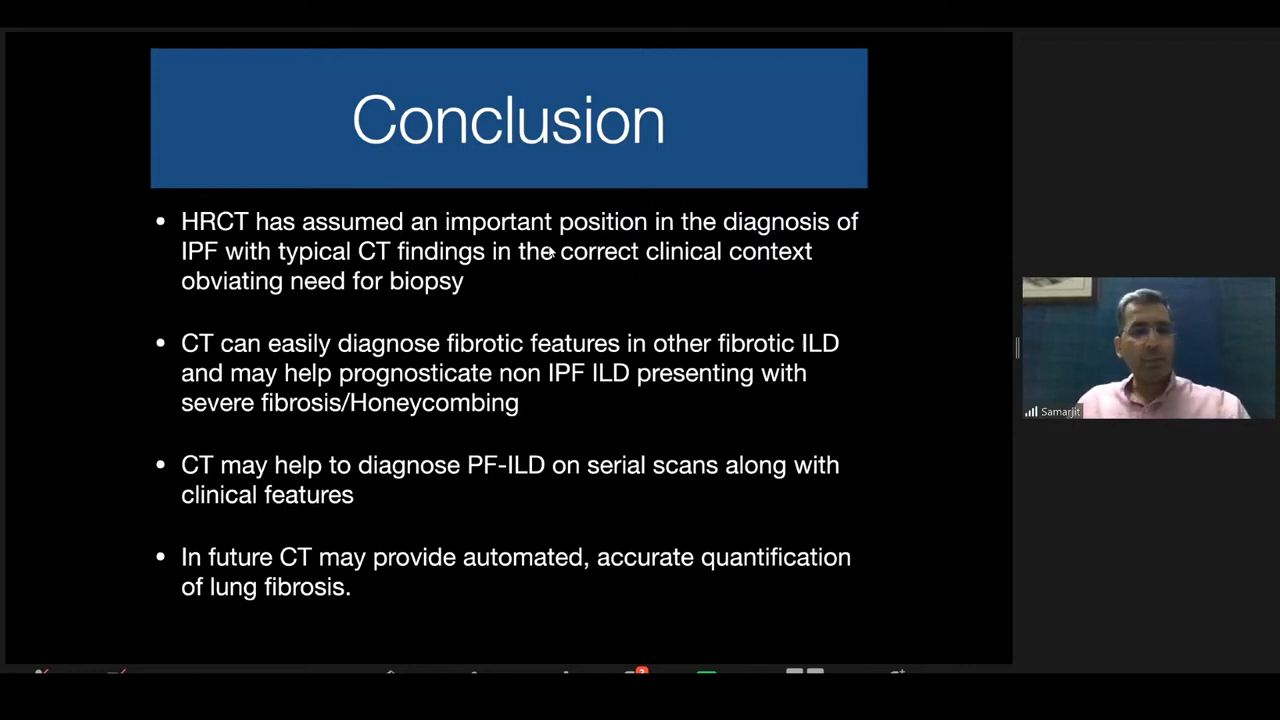 Conclusion
• HRCT has assumed an important position in the diagnosis of
IPF with typical CT findings in the correct clinical context
obviating need for biopsy
• CT can easily diagnose fibrotic features in other fibrotic ILD
and may help prognosticate non IPF ILD presenting with
severe fibrosis/Honeycombing
• CT may help to diagnose PF-ILD on serial scans along with
clinical features
• In future CT may provide automated, accurate quantification
of lung fibrosis.
Samarjit